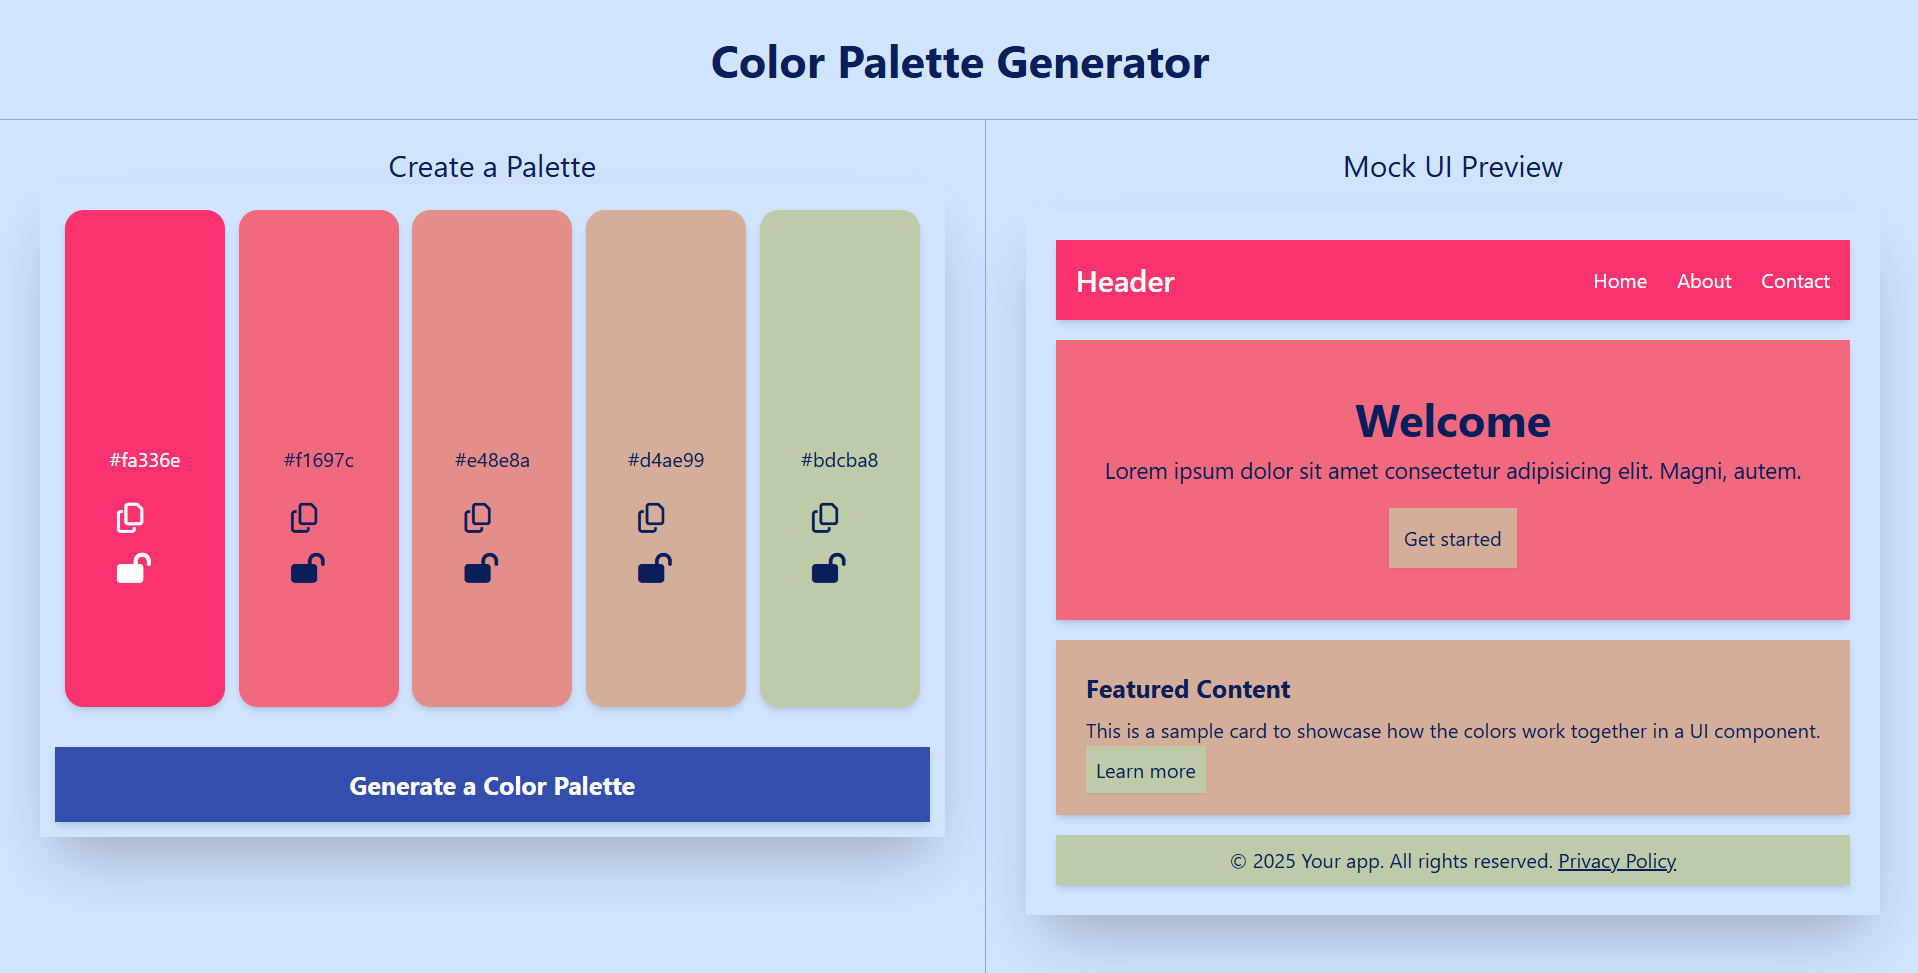 Color Palette Generator
Create a Palette
#fa336e
#f1697c
#e48e8a
#d4ae99
#bdcba8
Generate a Color Palette
Mock UI Preview
Header
Home
About
Contact
Welcome
Lorem ipsum dolor sit amet consectetur adipisicing elit. Magni, autem.
Get started
Featured Content
This is a sample card to showcase how the colors work together in a UI component.
Learn more
© 2025 Your app. All rights reserved. Privacy Policy